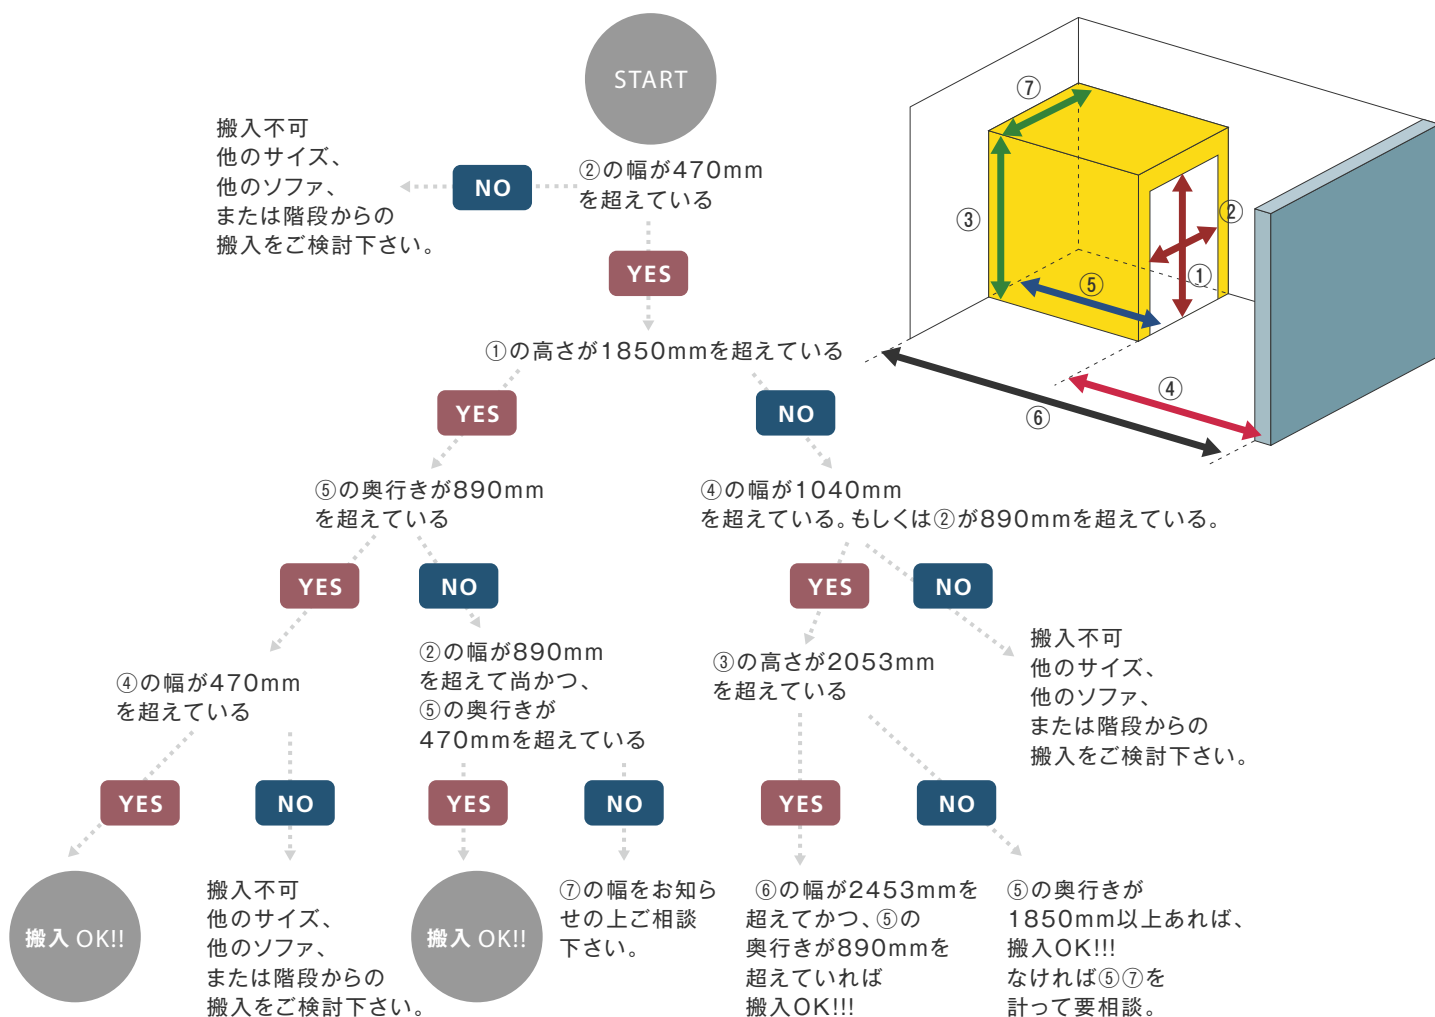 START
②の幅が470mm
を超えている
NO
搬入不可
他のサイズ、
他のソファ、
または階段からの
搬入をご検討下さい。
YES
①の高さが1850mmを超えている
YES
NO
⑤の奥行きが890mm
を超えている
④の幅が1040mm
を超えている。もしくは②が890mmを超えている。
YES
NO
YES
NO
④の幅が470mm
を超えている
②の幅が890mm
を超えて尚かつ、
⑤の奥行きが
470mmを超えている
③の高さが2053mm
を超えている
搬入不可
他のサイズ、
他のソファ、
または階段からの
搬入をご検討下さい。
YES
NO
YES
NO
YES
NO
搬入 OK!!
搬入不可
他のサイズ、
他のソファ、
または階段からの
搬入をご検討下さい。
搬入 OK!!
⑦の幅をお知ら
せの上ご相談
下さい。
⑥の幅が2453mmを
超えてかつ、⑤の
奥行きが890mmを
超えていれば
搬入OK!!!
⑤の奥行きが
1850mm以上あれば、
搬入OK!!!
なければ⑤⑦を
計って要相談。
⑦
③
②
①
⑤
④
⑥